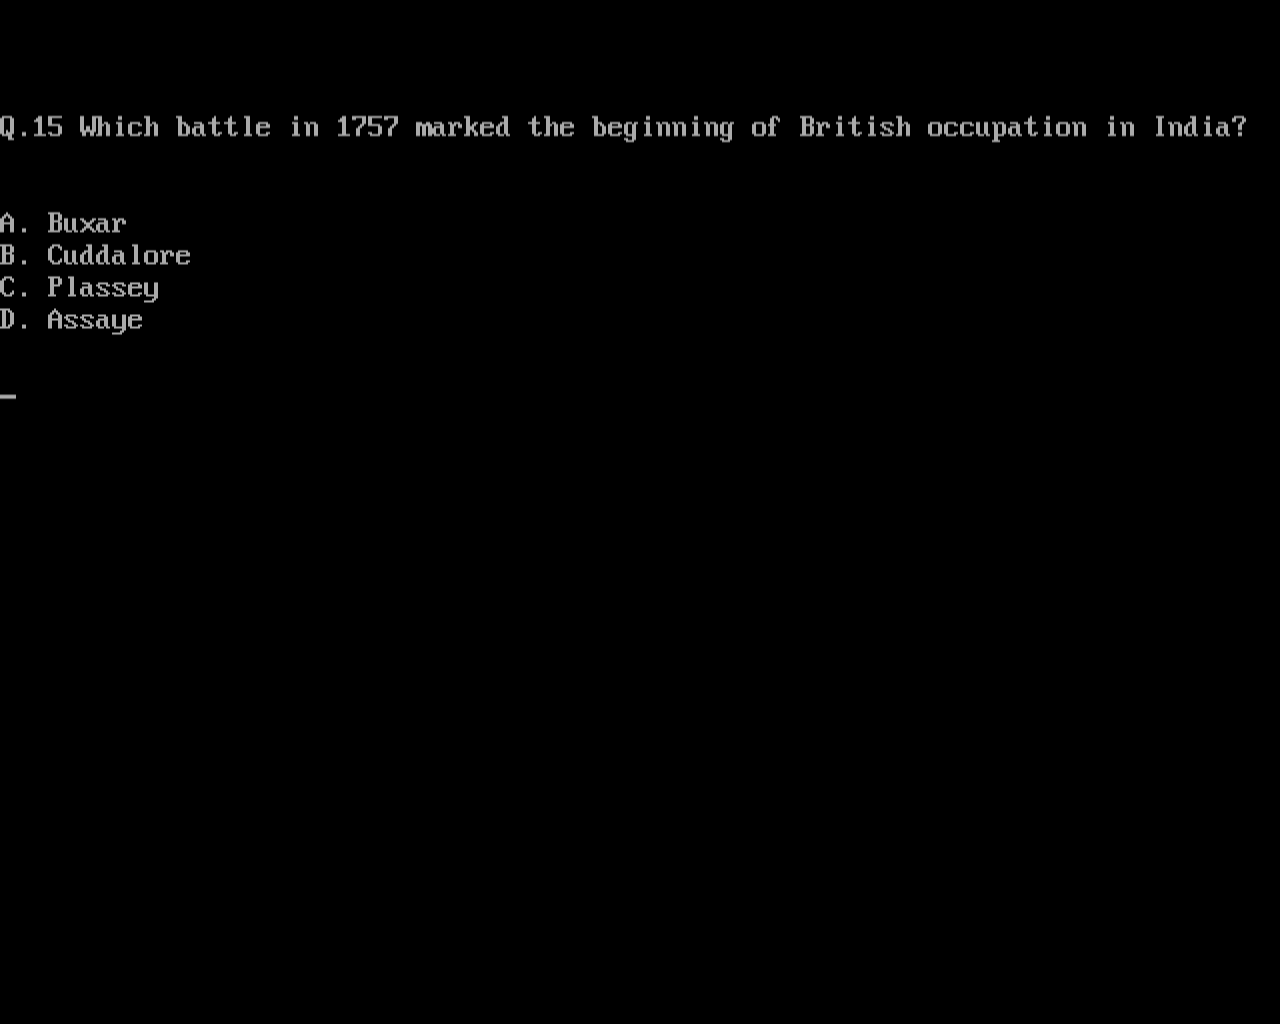 Q.15 Which battle in 1757 marked the beginning of British occupation in India?
A. Buxar
B. Cuddalore
C. Plassey
D. Assaye